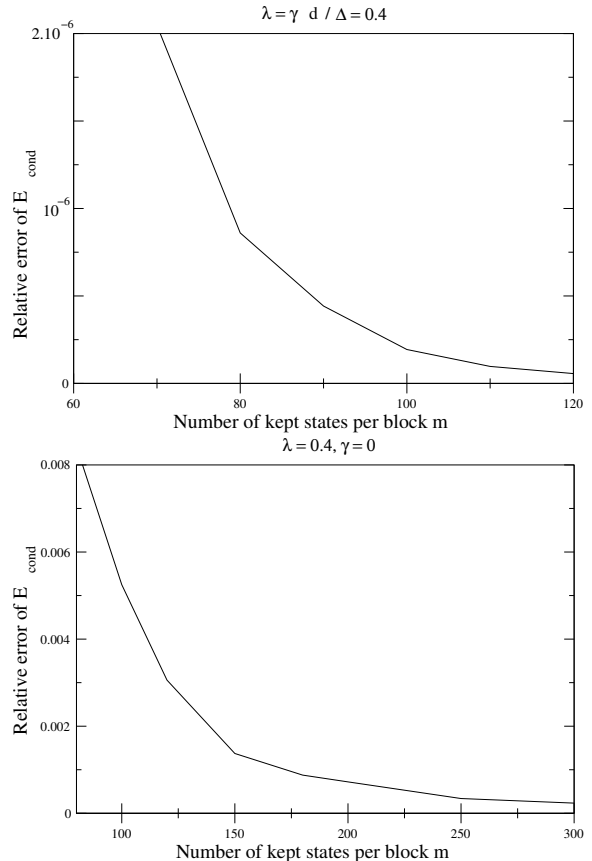 λ = γ d / Δ = 0.4
2.10⁻⁶
10⁻⁶
0
Relative error of E cond
60 80 100 120
Number of kept states per block m
λ = 0.4, γ = 0
0.008
0.006
0.004
0.002
0
Relative error of E cond
100 150 200 250 300
Number of kept states per block m